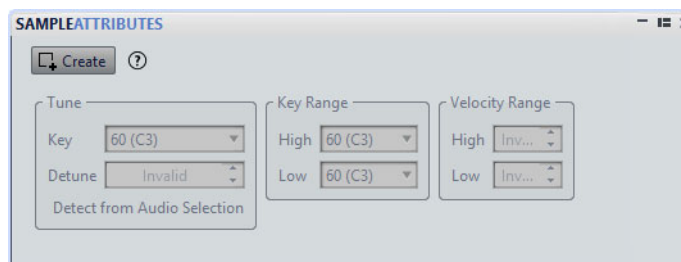 SAMPLEATTRIBUTES
Create ?
Tune
Key 60 (C3)
Detune Invalid
Detect from Audio Selection
Key Range
High 60 (C3)
Low 60 (C3)
Velocity Range
High Inv...
Low Inv...